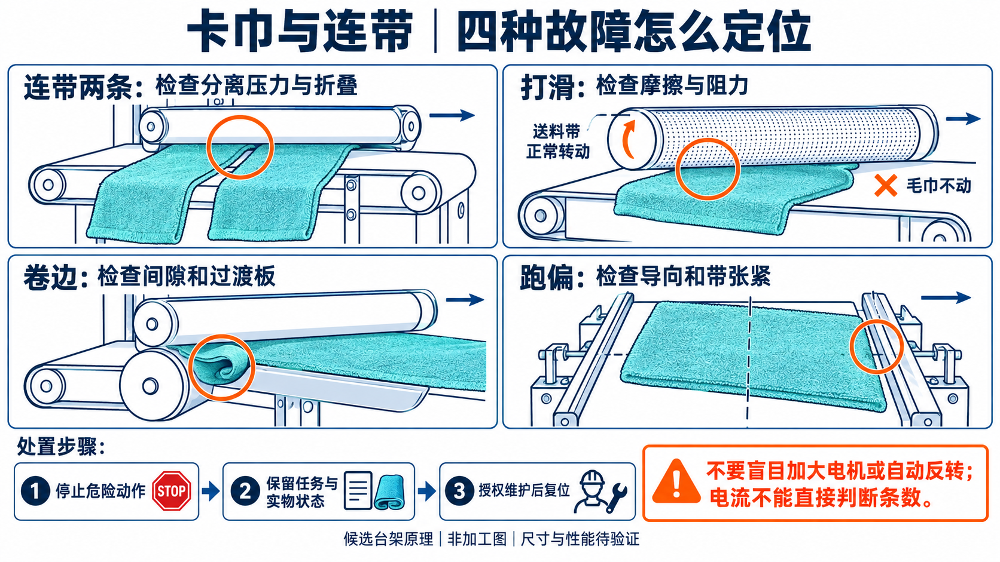 卡巾与连带｜四种故障怎么定位
连带两条：检查分离压力与折叠
打滑：检查摩擦与阻力
送料带
正常转动
毛巾不动
卷边：检查间隙和过渡板
跑偏：检查导向和带张紧
处置步骤：
1 停止危险动作 STOP
2 保留任务与
实物状态
3 授权维护后复位
不要盲目加大电机或自动反转；
电流不能直接判断条数。
候选台架原理｜非加工图｜尺寸与性能待验证